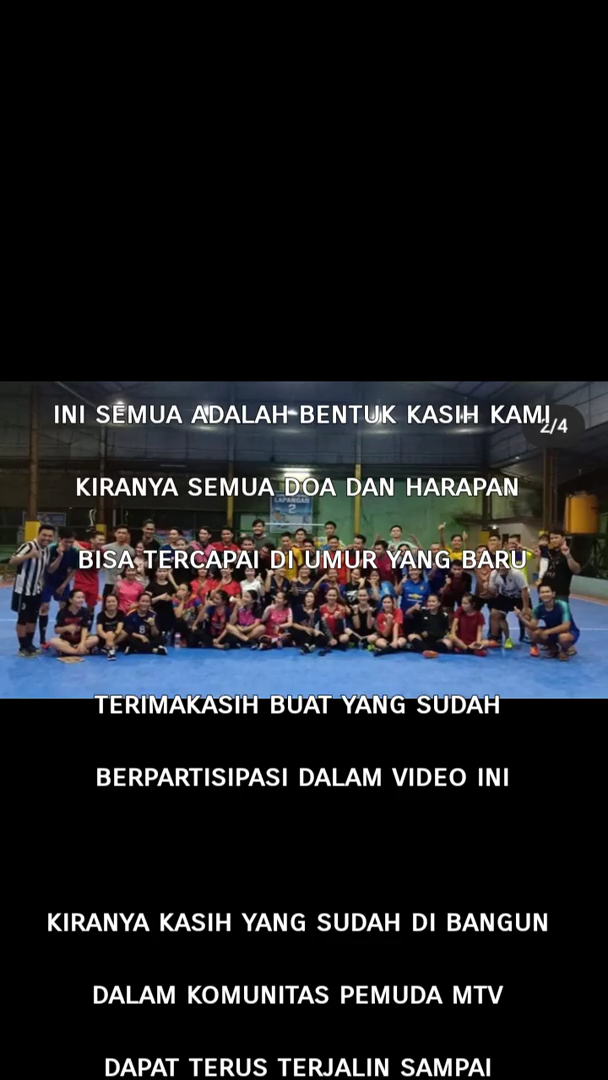 INI SEMUA ADALAH BENTUK KASIH KAMI
2/4
KIRANYA SEMUA DOA DAN HARAPAN
LAPANGAN
2
BISA TERCAPAI DI UMUR YANG BARU
TERIMAKASIH BUAT YANG SUDAH
BERPARTISIPASI DALAM VIDEO INI
KIRANYA KASIH YANG SUDAH DI BANGUN
DALAM KOMUNITAS PEMUDA MTV
DAPAT TERUS TERJALIN SAMPAI